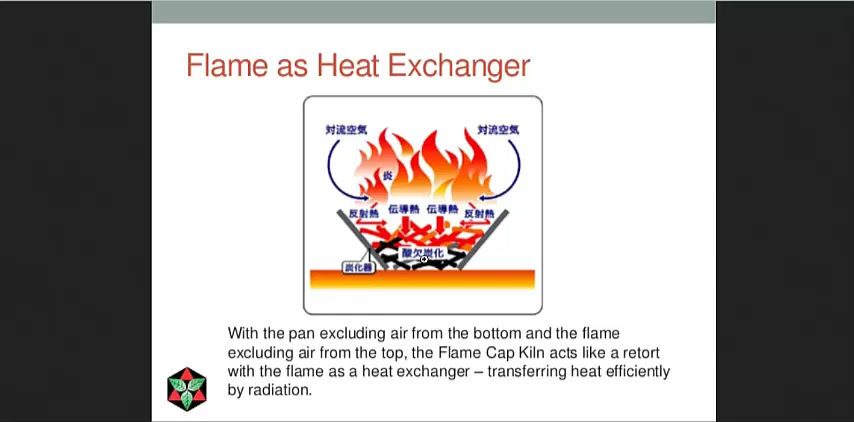 Flame as Heat Exchanger
対流空気 対流空気
炎
反射熱 伝導熱 伝導熱 反射熱
酸欠炭化
炭化器
With the pan excluding air from the bottom and the flame
excluding air from the top, the Flame Cap Kiln acts like a retort
with the flame as a heat exchanger – transferring heat efficiently
by radiation.